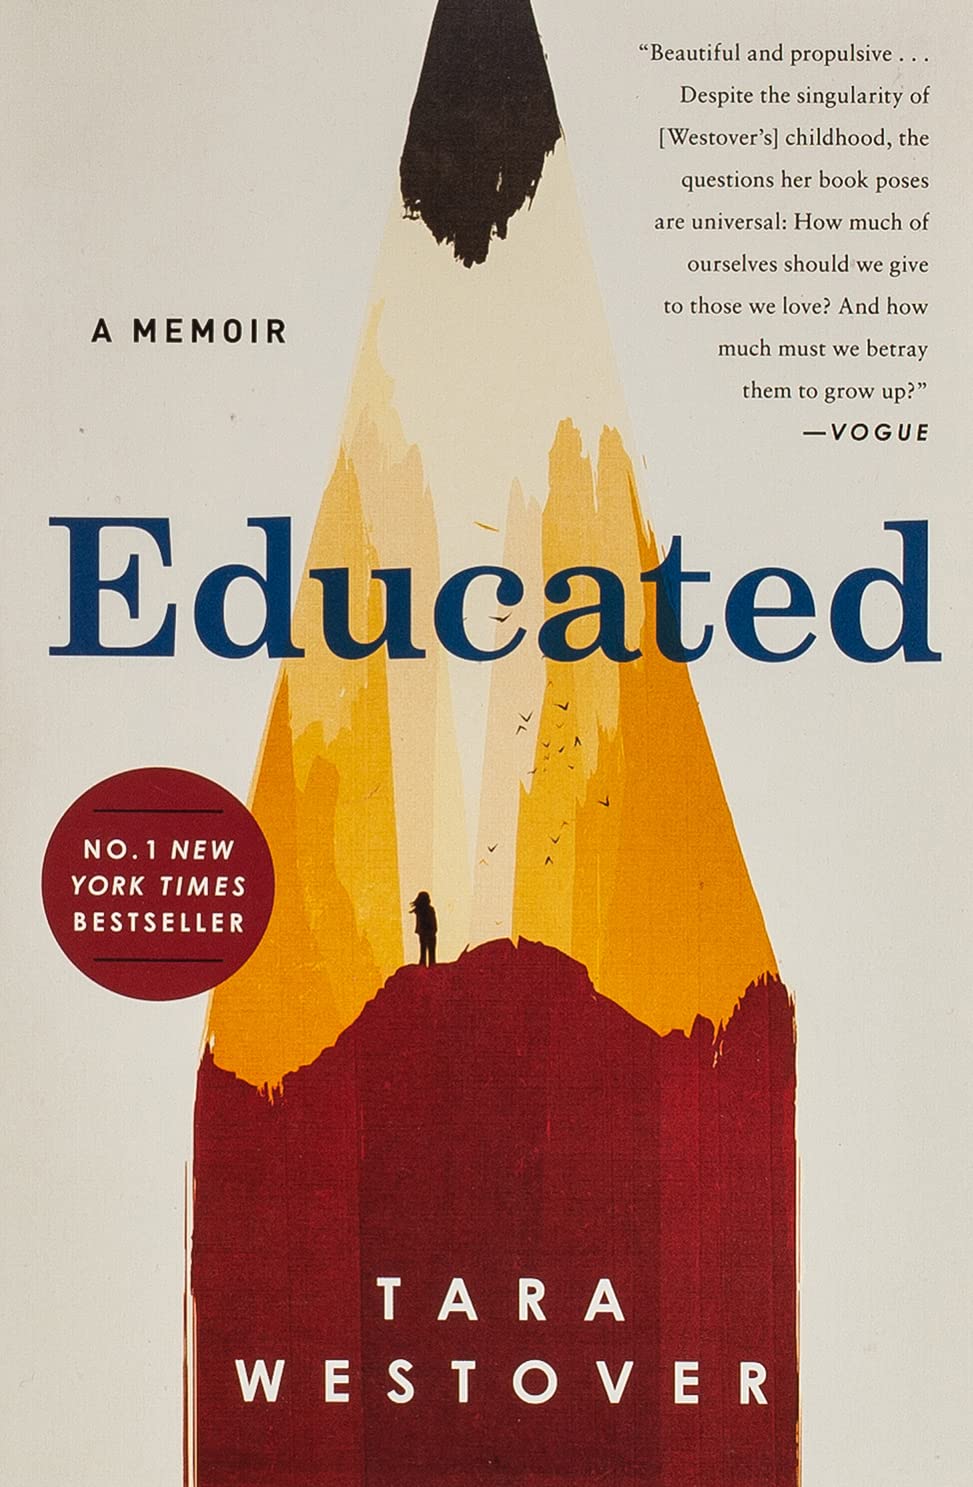 “Beautiful and propulsive . . .
Despite the singularity of
[Westover’s] childhood, the
questions her book poses
are universal: How much of
ourselves should we give
to those we love? And how
much must we betray
them to grow up?”
—VOGUE
A MEMOIR
Educated
NO.1 NEW
YORK TIMES
BESTSELLER
TARA
WESTOVER